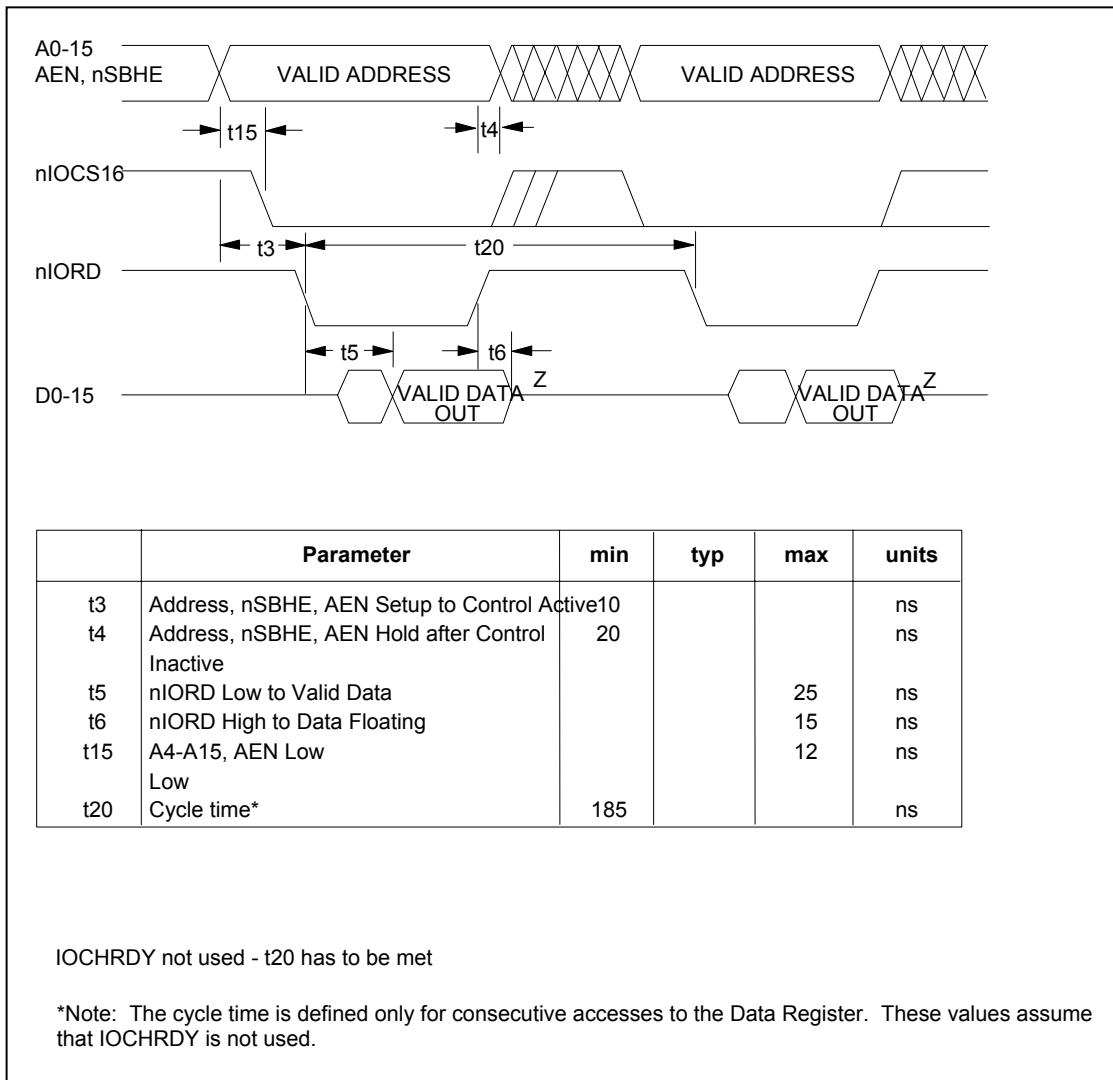 A0-15
AEN, nSBHE
VALID ADDRESS
VALID ADDRESS
t15
t4
nIOCS16
t3
t20
nIORD
t5
t6
D0-15
VALID DATA
OUT
Z
VALID DATA
OUT
Z
Parameter min typ max units
t3 Address, nSBHE, AEN Setup to Control Active 10 ns
t4 Address, nSBHE, AEN Hold after Control 20 ns
Inactive
t5 nIORD Low to Valid Data 25 ns
t6 nIORD High to Data Floating 15 ns
t15 A4-A15, AEN Low 12 ns
Low
t20 Cycle time* 185 ns
IOCHRDY not used - t20 has to be met
*Note: The cycle time is defined only for consecutive accesses to the Data Register. These values assume
that IOCHRDY is not used.